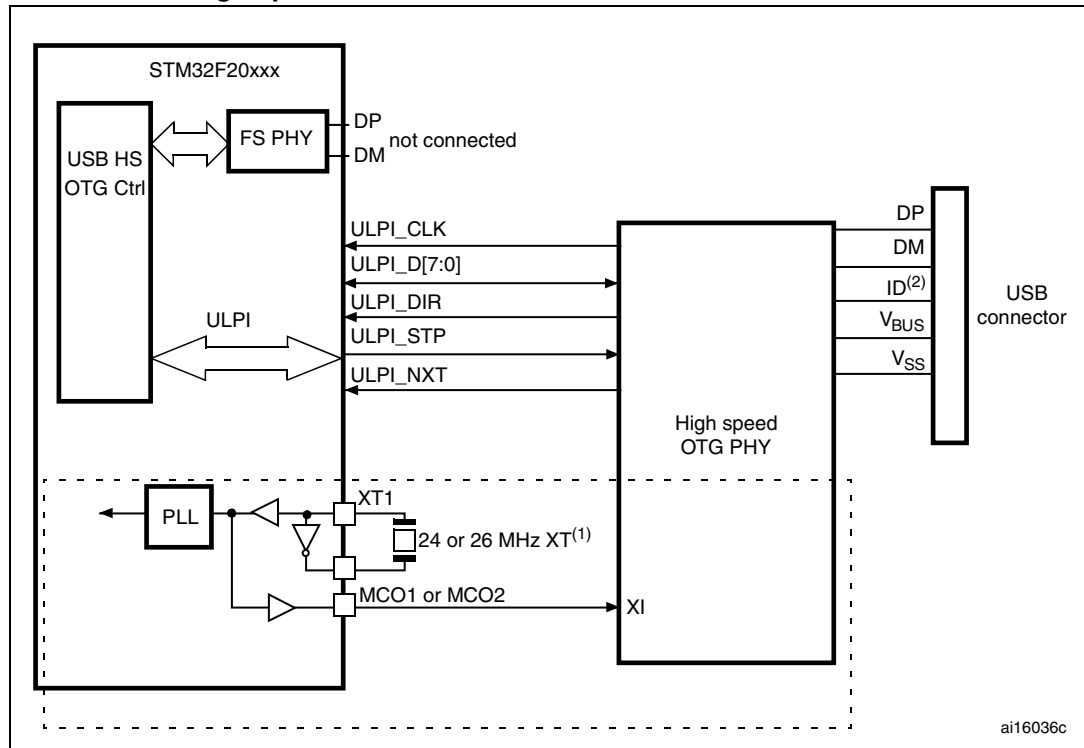 STM32F20xxx
USB HS
OTG Ctrl
FS PHY
DP
DM
not connected
ULPI_CLK
ULPI_D[7:0]
ULPI_DIR
ULPI_STP
ULPI_NXT
ULPI
High speed
OTG PHY
DP
DM
ID(2)
VBUS
VSS
USB
connector
PLL
XT1
24 or 26 MHz XT(1)
MCO1 or MCO2
XI
ai16036c